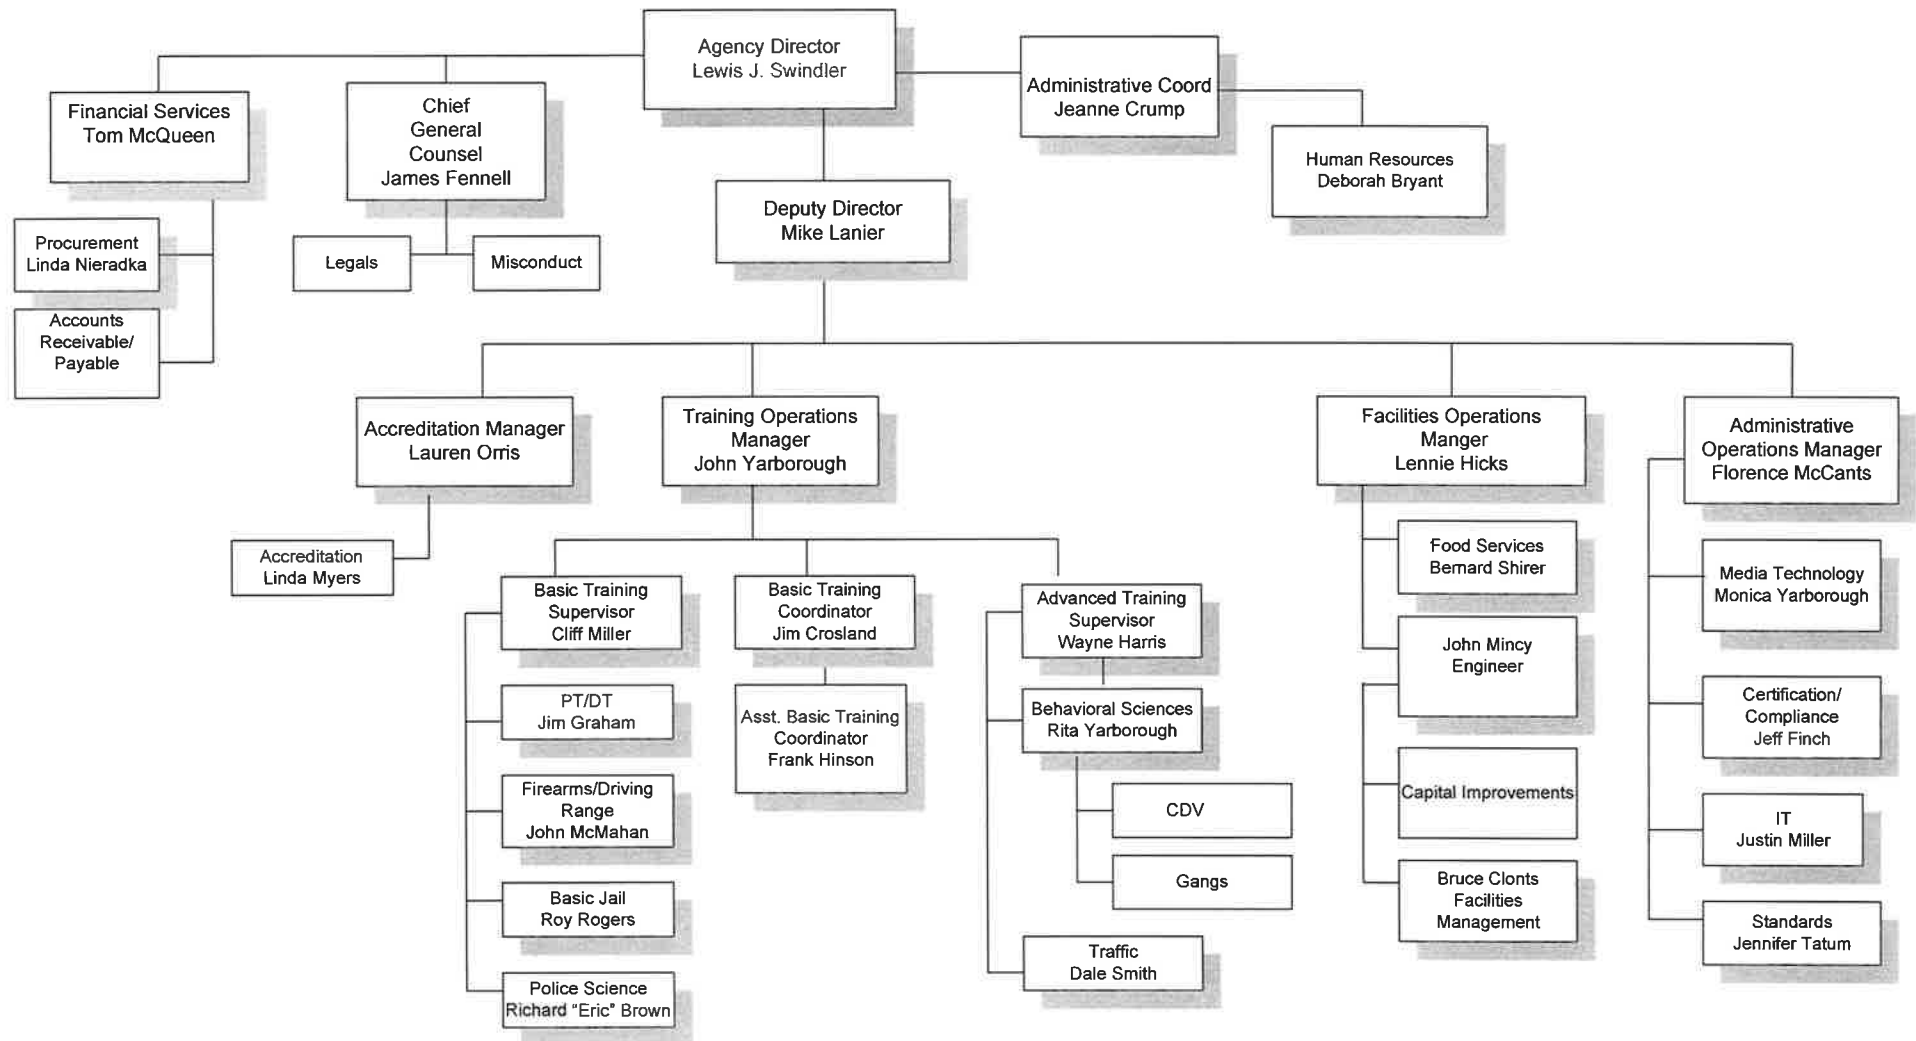 Agency Director
Lewis J. Swindler
Administrative Coord
Jeanne Crump
Financial Services
Tom McQueen
Chief
General
Counsel
James Fennell
Human Resources
Deborah Bryant
Deputy Director
Mike Lanier
Procurement
Linda Nieradka
Legals
Misconduct
Accounts
Receivable/
Payable
Accreditation Manager
Lauren Orris
Training Operations
Manager
John Yarborough
Facilities Operations
Manger
Lennie Hicks
Administrative
Operations Manager
Florence McCants
Accreditation
Linda Myers
Basic Training
Supervisor
Cliff Miller
PT/DT
Jim Graham
Firearms/Driving
Range
John McMahan
Basic Jail
Roy Rogers
Police Science
Richard "Eric" Brown
Basic Training
Coordinator
Jim Crosland
Asst. Basic Training
Coordinator
Frank Hinson
Advanced Training
Supervisor
Wayne Harris
Behavioral Sciences
Rita Yarborough
CDV
Gangs
Traffic
Dale Smith
Food Services
Bernard Shirer
John Mincy
Engineer
Capital Improvements
Bruce Clonts
Facilities
Management
Media Technology
Monica Yarborough
Certification/
Compliance
Jeff Finch
IT
Justin Miller
Standards
Jennifer Tatum